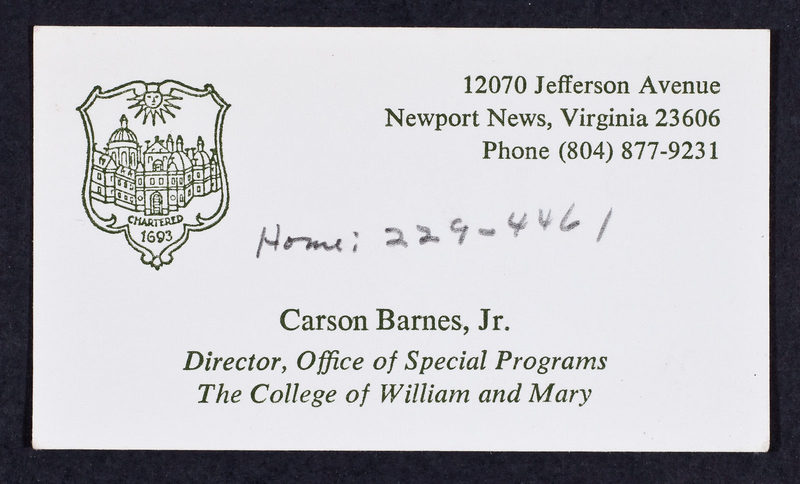 12070 Jefferson Avenue
Newport News, Virginia 23606
Phone (804) 877-9231
CHARTERED
1693
Home: 229-4461
Carson Barnes, Jr.
Director, Office of Special Programs
The College of William and Mary